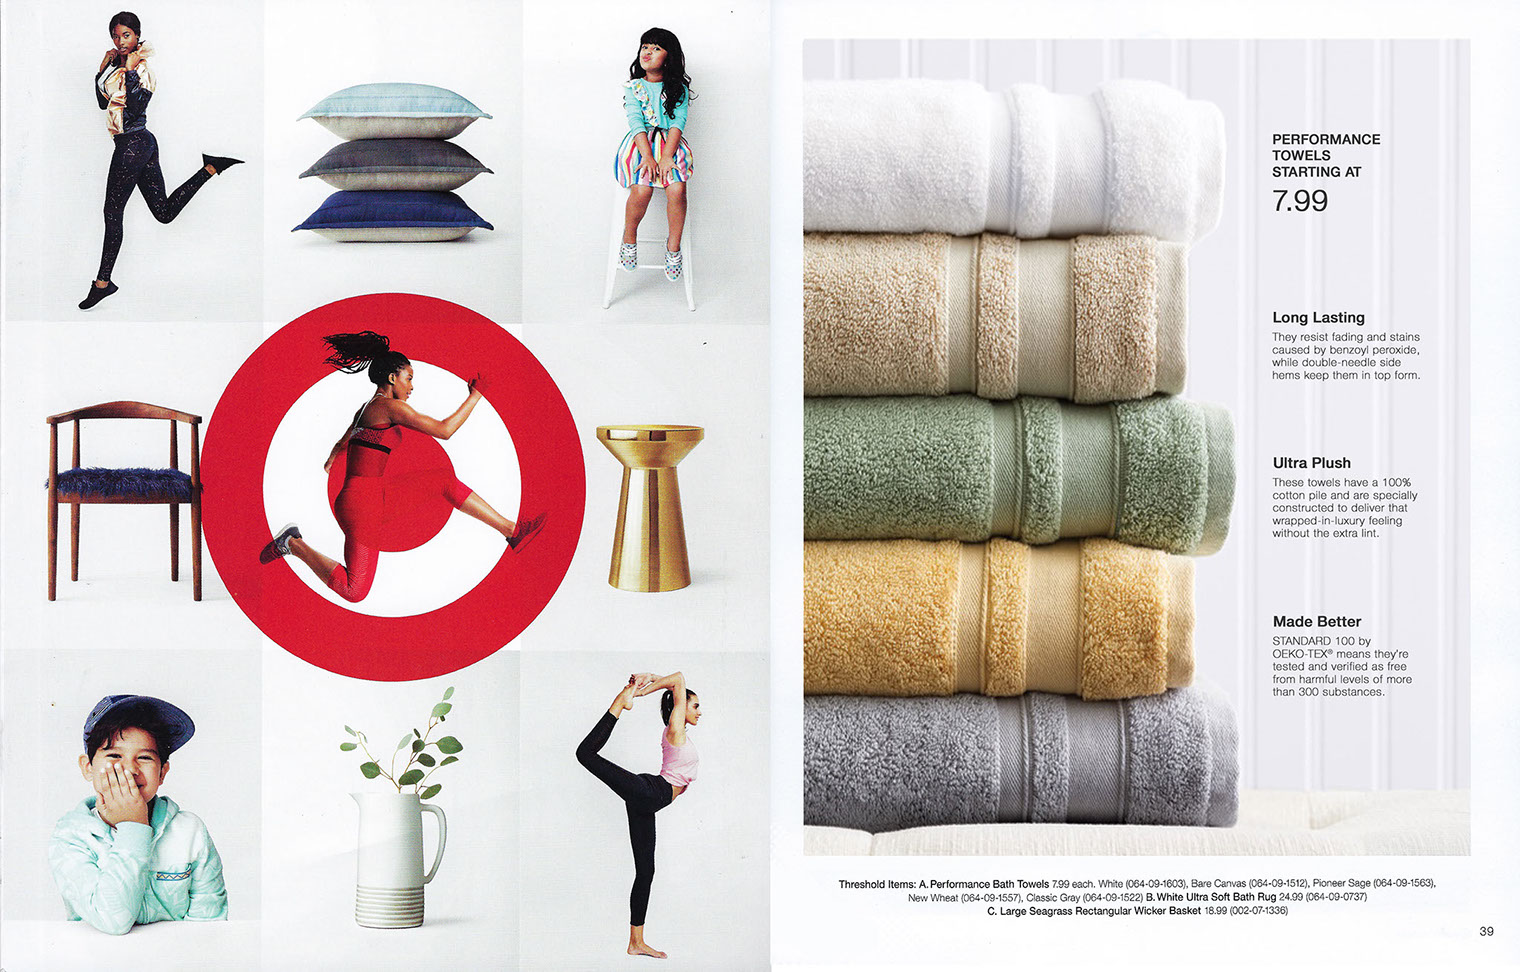 PERFORMANCE
TOWELS
STARTING AT
7.99
Long Lasting
They resist fading and stains
caused by benzoyl peroxide,
while double-needle side
hems keep them in top form.
Ultra Plush
These towels have a 100%
cotton pile and are specially
constructed to deliver that
wrapped-in-luxury feeling
without the extra lint.
Made Better
STANDARD 100 by
OEKO-TEX® means they're
tested and verified as free
from harmful levels of more
than 300 substances.
Threshold Items: A. Performance Bath Towels 7.99 each. White (064-09-1603), Bare Canvas (064-09-1512), Pioneer Sage (064-09-1563),
New Wheat (064-09-1557), Classic Gray (064-09-1522) B. White Ultra Soft Bath Rug 24.99 (064-09-0737)
C. Large Seagrass Rectangular Wicker Basket 18.99 (002-07-1336)
39